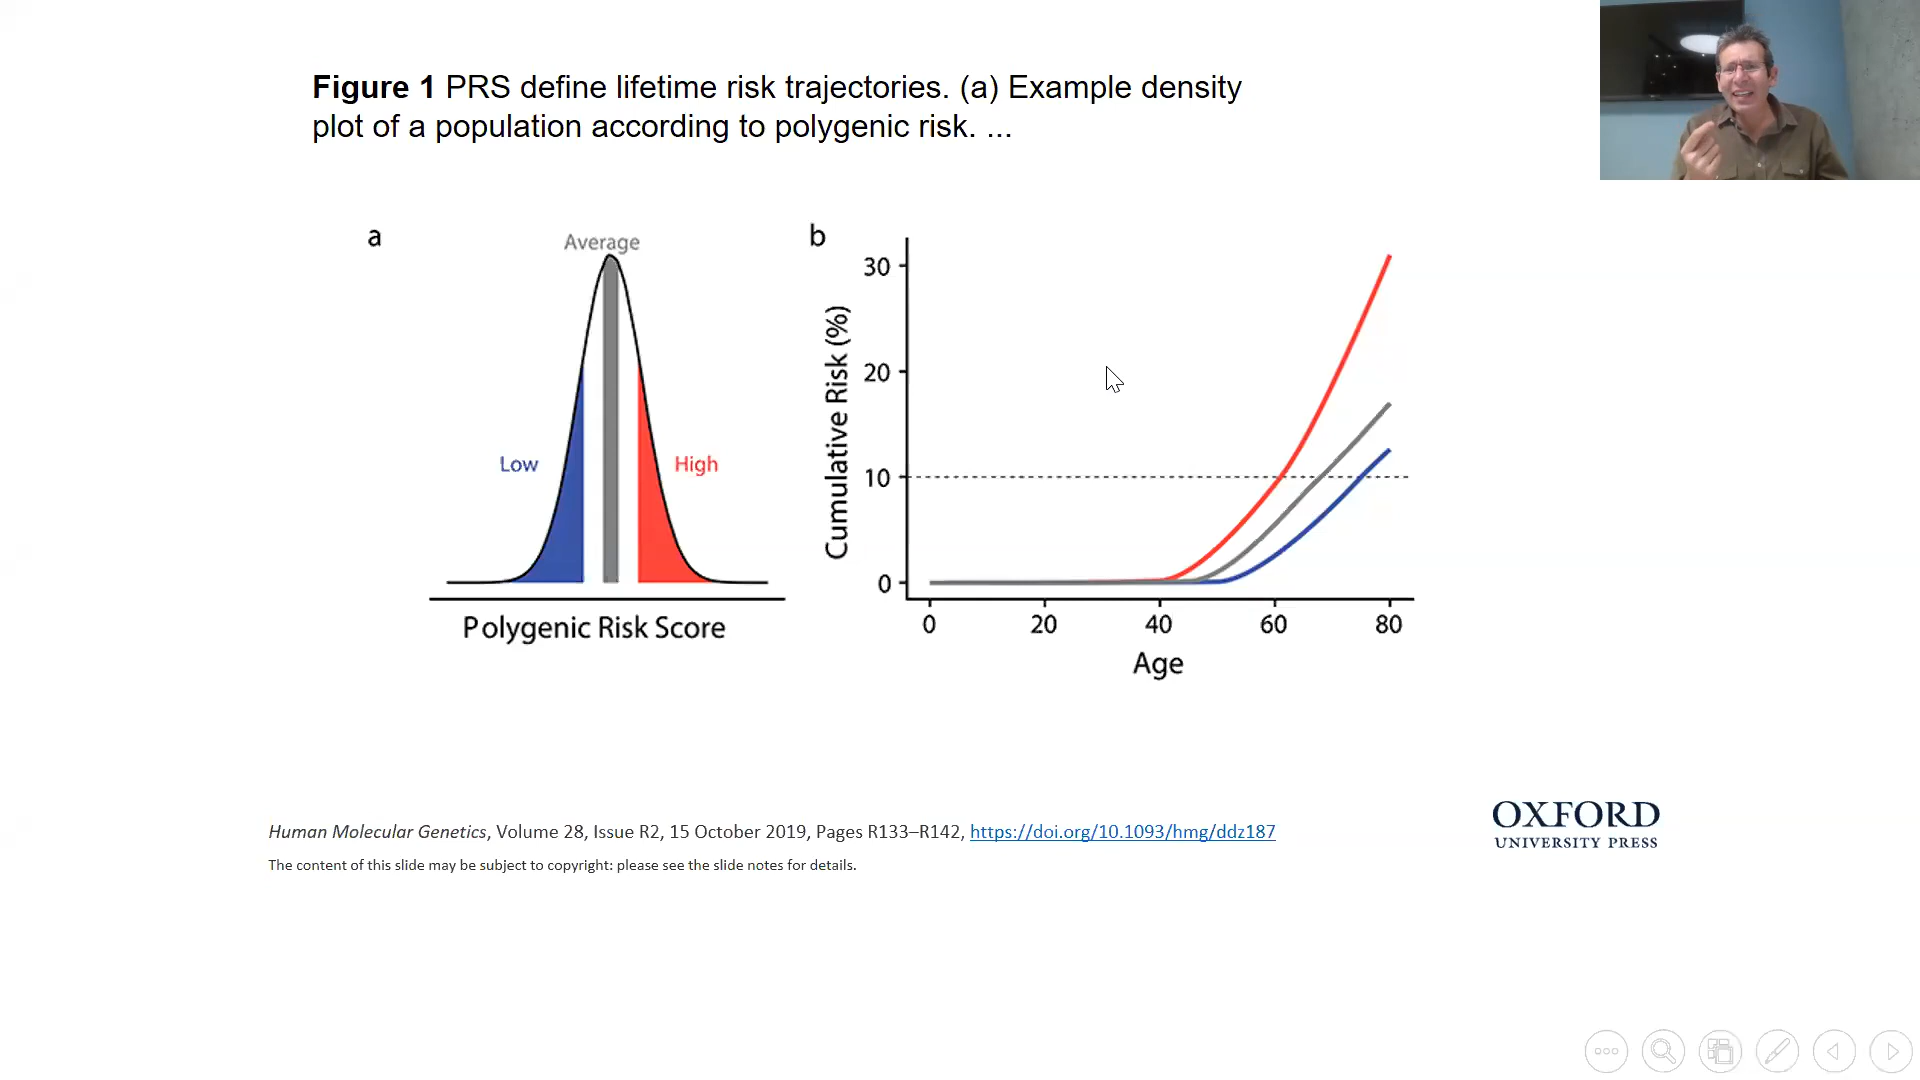 Figure 1 PRS define lifetime risk trajectories. (a) Example density
plot of a population according to polygenic risk. ...
a
Average
Low
High
Polygenic Risk Score
b
30
20
10
0
Cumulative Risk (%)
0 20 40 60 80
Age
Human Molecular Genetics, Volume 28, Issue R2, 15 October 2019, Pages R133–R142, https://doi.org/10.1093/hmg/ddz187
The content of this slide may be subject to copyright: please see the slide notes for details.
OXFORD
UNIVERSITY PRESS